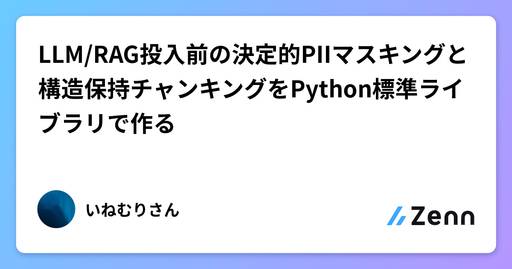 LLM/RAG投入前の決定的PIIマスキングと
構造保持チャンキングをPython標準ライ
ブラリで作る
いねむりさん
Zenn